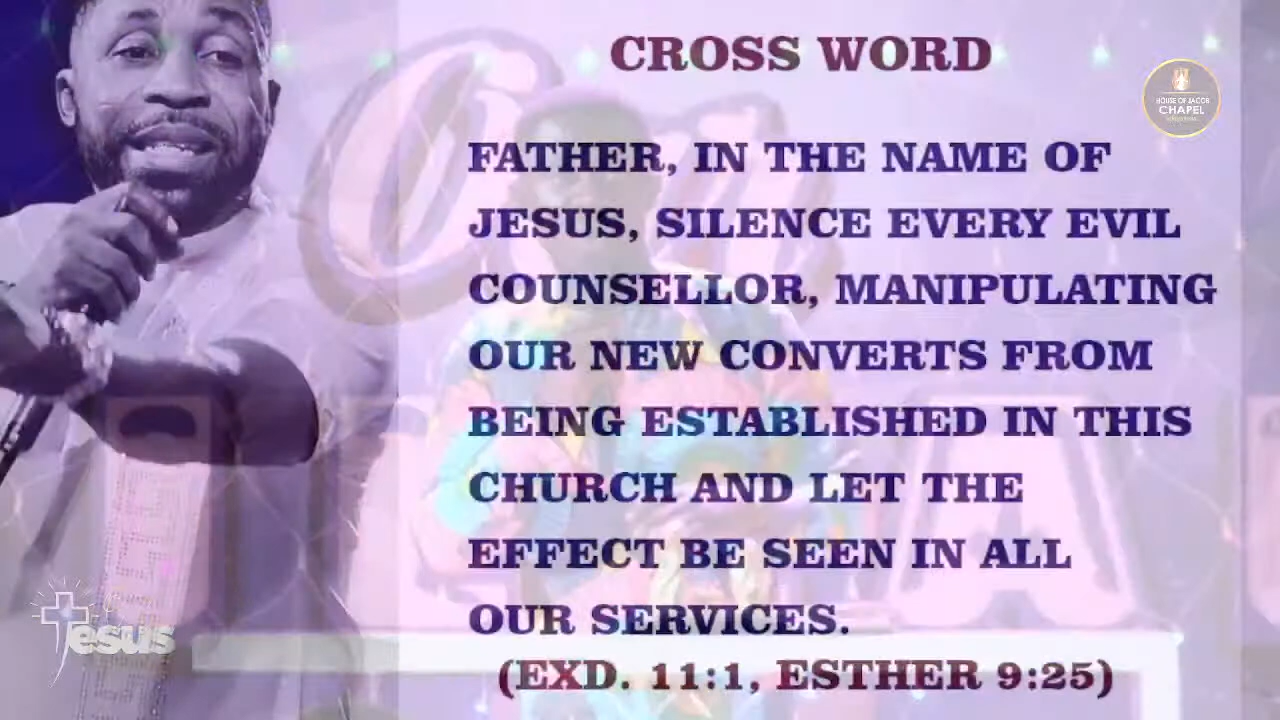 CROSS WORD
HOUSE OF JACOB
CHAPEL
FATHER, IN THE NAME OF
JESUS, SILENCE EVERY EVIL
COUNSELLOR, MANIPULATING
OUR NEW CONVERTS FROM
BEING ESTABLISHED IN THIS
CHURCH AND LET THE
EFFECT BE SEEN IN ALL
OUR SERVICES.
(EXD. 11:1, ESTHER 9:25)
Jesus